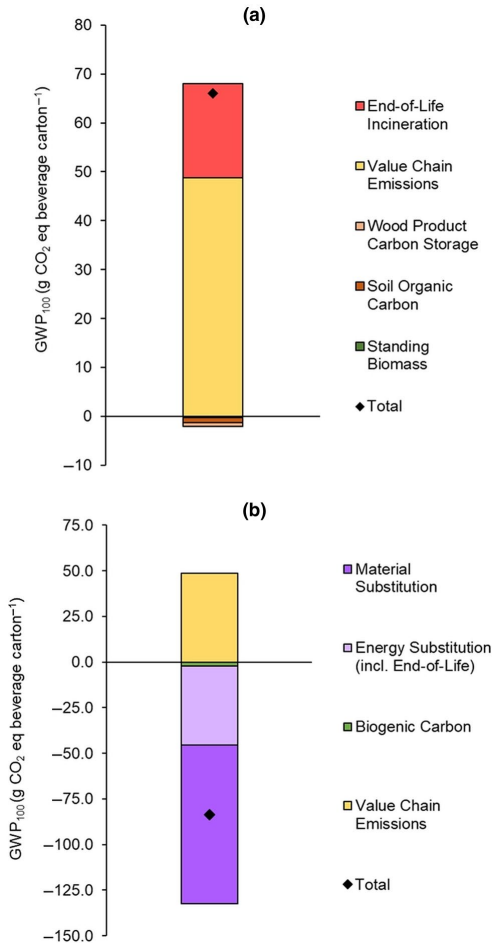 (a)
80
70
60
50
40
30
20
10
0
–10
GWP₁₀₀ (g CO₂ eq beverage carton⁻¹)
End-of-Life
Incineration
Value Chain
Emissions
Wood Product
Carbon Storage
Soil Organic
Carbon
Standing
Biomass
Total
(b)
75.0
50.0
25.0
0.0
–25.0
–50.0
–75.0
–100.0
–125.0
–150.0
GWP₁₀₀ (g CO₂ eq beverage carton⁻¹)
Material
Substitution
Energy Substitution
(incl. End-of-Life)
Biogenic Carbon
Value Chain
Emissions
Total